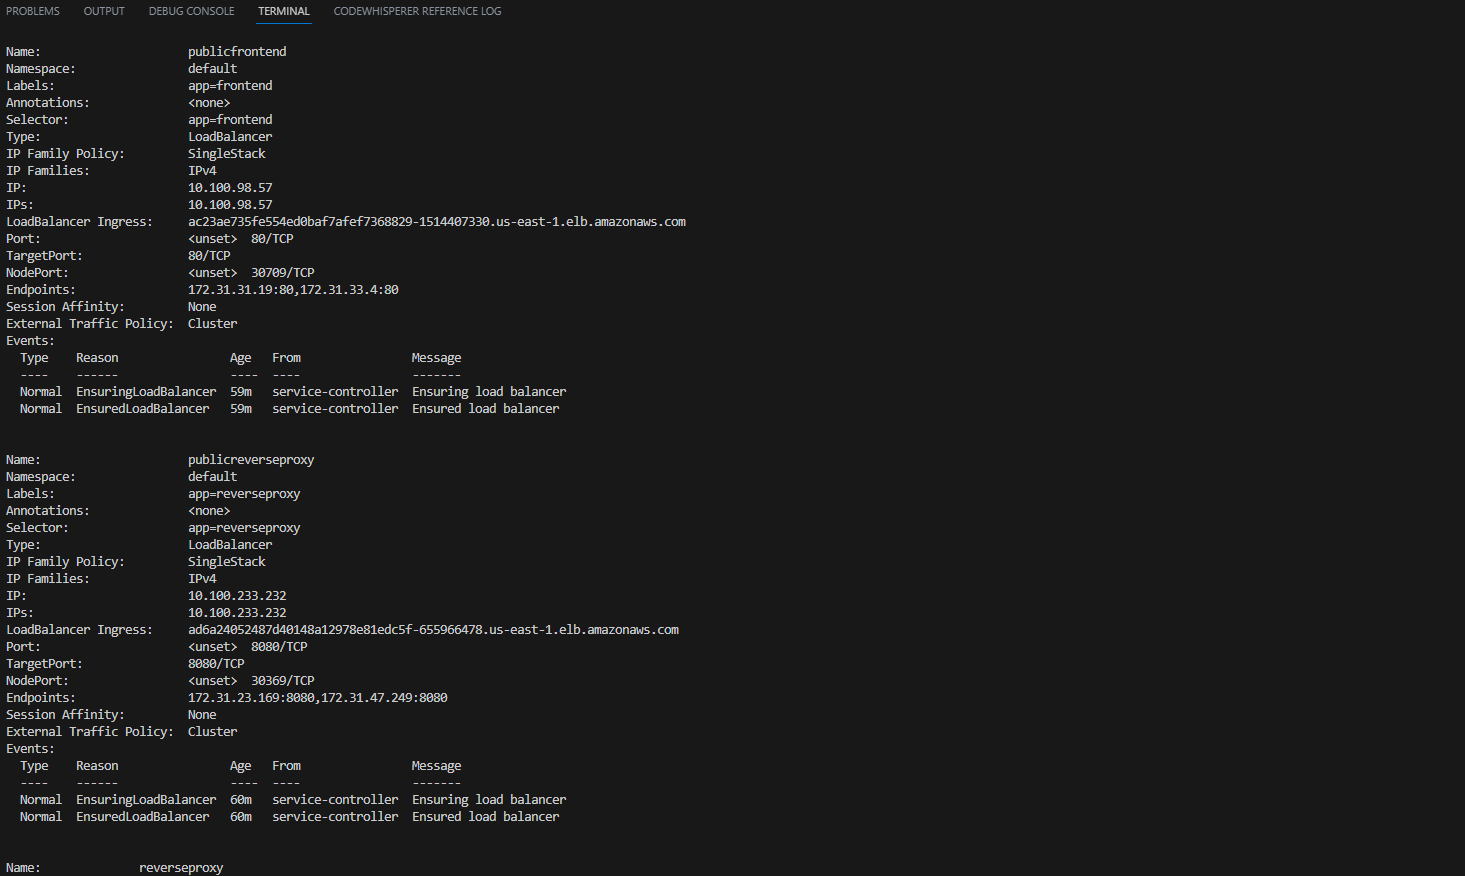 PROBLEMS OUTPUT DEBUG CONSOLE TERMINAL CODEWHISPERER REFERENCE LOG
Name: publicfrontend
Namespace: default
Labels: app=frontend
Annotations: <none>
Selector: app=frontend
Type: LoadBalancer
IP Family Policy: SingleStack
IP Families: IPv4
IP: 10.100.98.57
IPs: 10.100.98.57
LoadBalancer Ingress: ac23ae735fe554ed0baf7afef7368829-1514407330.us-east-1.elb.amazonaws.com
Port: <unset> 80/TCP
TargetPort: 80/TCP
NodePort: <unset> 30709/TCP
Endpoints: 172.31.31.19:80,172.31.33.4:80
Session Affinity: None
External Traffic Policy: Cluster
Events:
Type Reason Age From Message
---- ------ ---- ---- -------
Normal EnsuringLoadBalancer 59m service-controller Ensuring load balancer
Normal EnsuredLoadBalancer 59m service-controller Ensured load balancer
Name: publicreverseproxy
Namespace: default
Labels: app=reverseproxy
Annotations: <none>
Selector: app=reverseproxy
Type: LoadBalancer
IP Family Policy: SingleStack
IP Families: IPv4
IP: 10.100.233.232
IPs: 10.100.233.232
LoadBalancer Ingress: ad6a24052487d40148a12978e81edc5f-655966478.us-east-1.elb.amazonaws.com
Port: <unset> 8080/TCP
TargetPort: 8080/TCP
NodePort: <unset> 30369/TCP
Endpoints: 172.31.23.169:8080,172.31.47.249:8080
Session Affinity: None
External Traffic Policy: Cluster
Events:
Type Reason Age From Message
---- ------ ---- ---- -------
Normal EnsuringLoadBalancer 60m service-controller Ensuring load balancer
Normal EnsuredLoadBalancer 60m service-controller Ensured load balancer
Name: reverseproxy